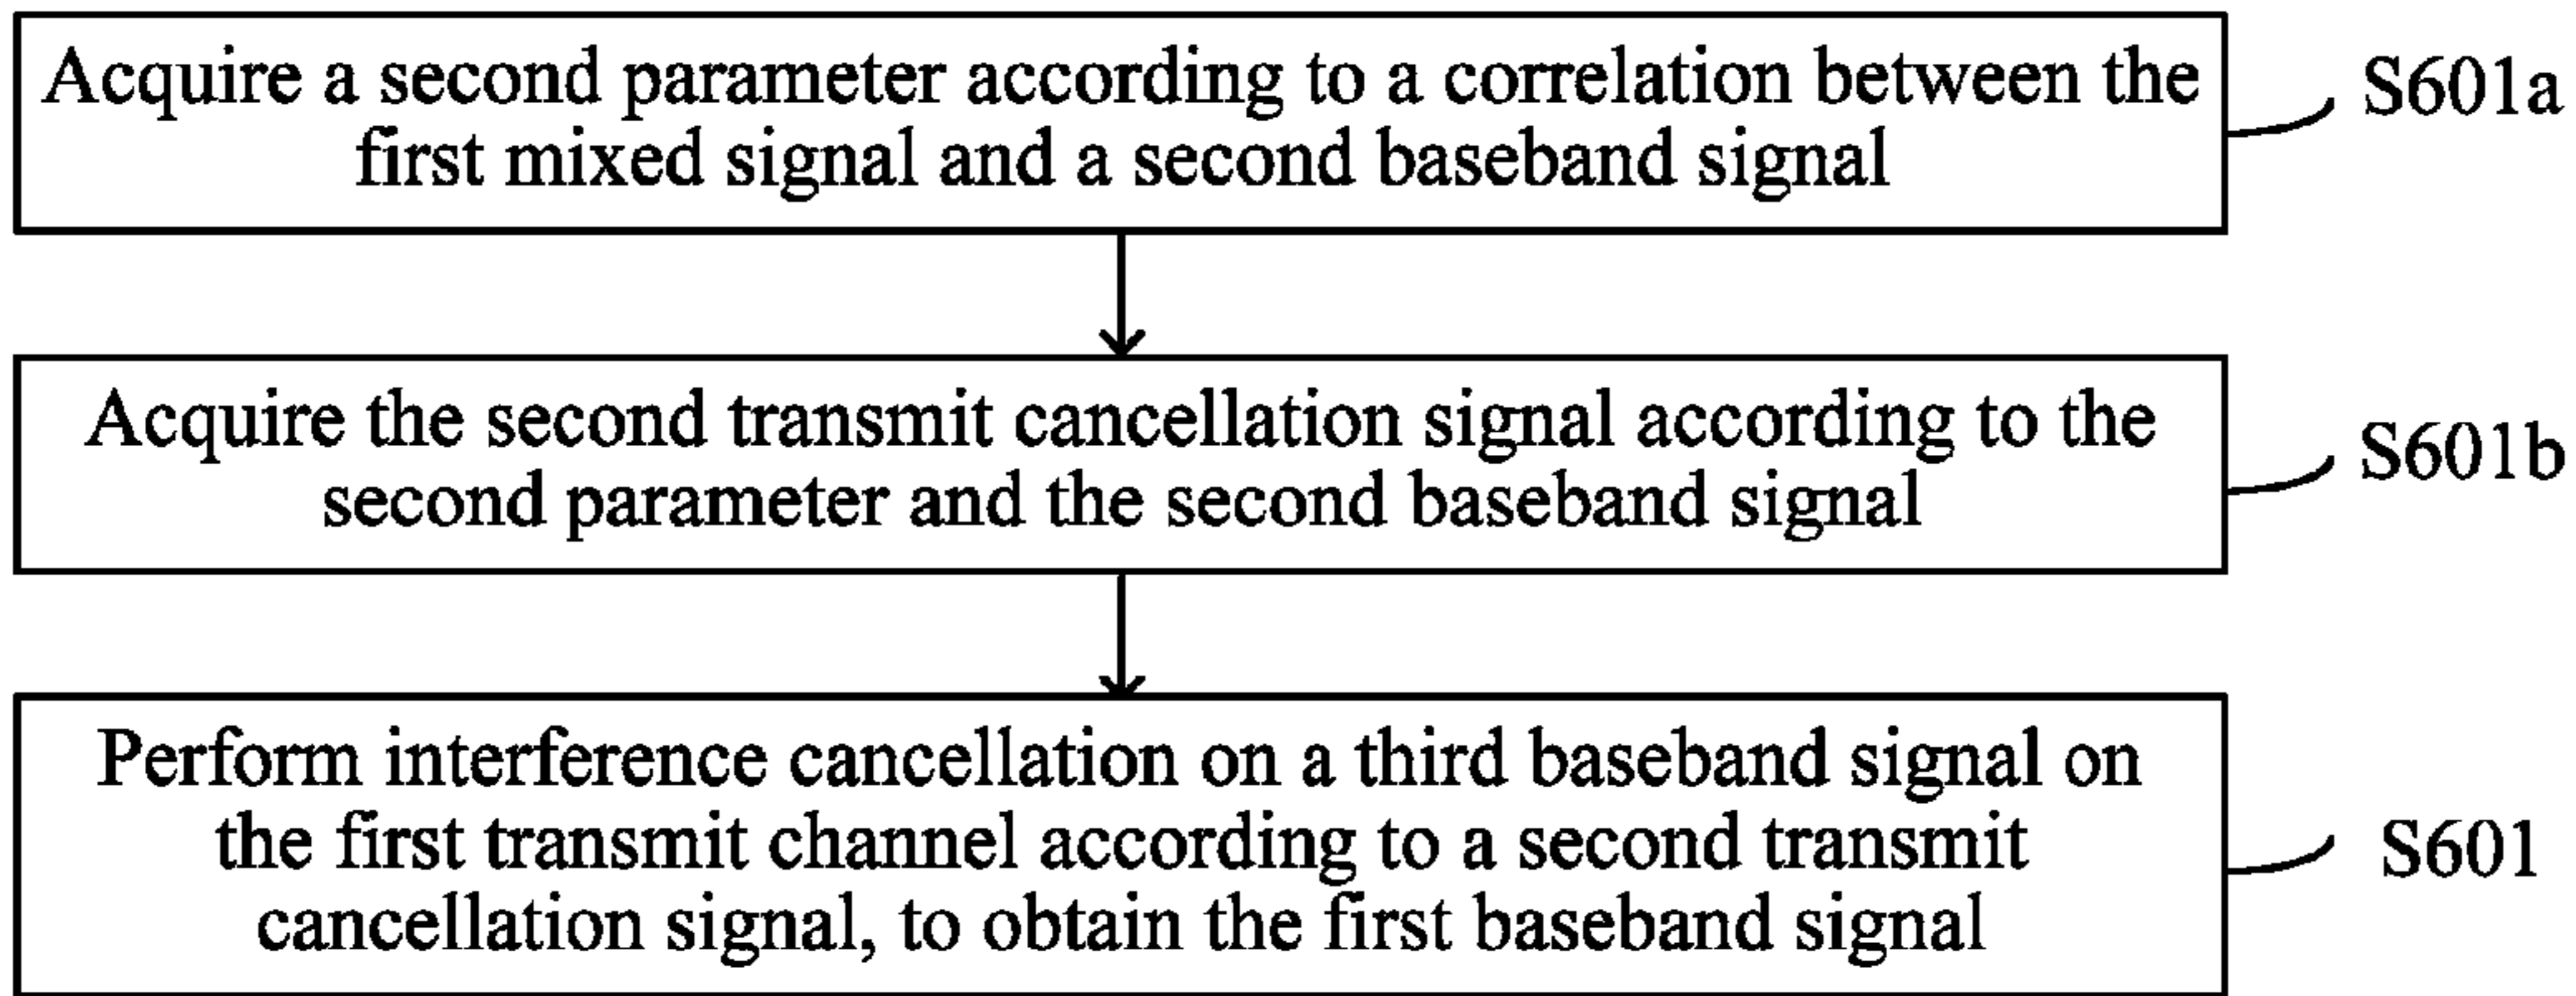 Acquire a second parameter according to a correlation between the
first mixed signal and a second baseband signal
S601a
Acquire the second transmit cancellation signal according to the
second parameter and the second baseband signal
S601b
Perform interference cancellation on a third baseband signal on
the first transmit channel according to a second transmit
cancellation signal, to obtain the first baseband signal
S601